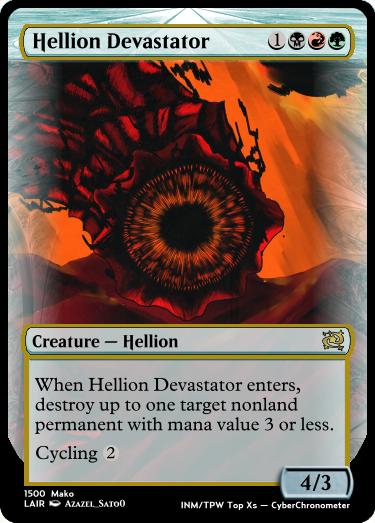 Hellion Devastator 1
Creature — Hellion
When Hellion Devastator enters,
destroy up to one target nonland
permanent with mana value 3 or less.
Cycling 2
4/3
1500 Mako
LAIR Azazel_Sato0
INM/TPW Top Xs — CyberChronometer